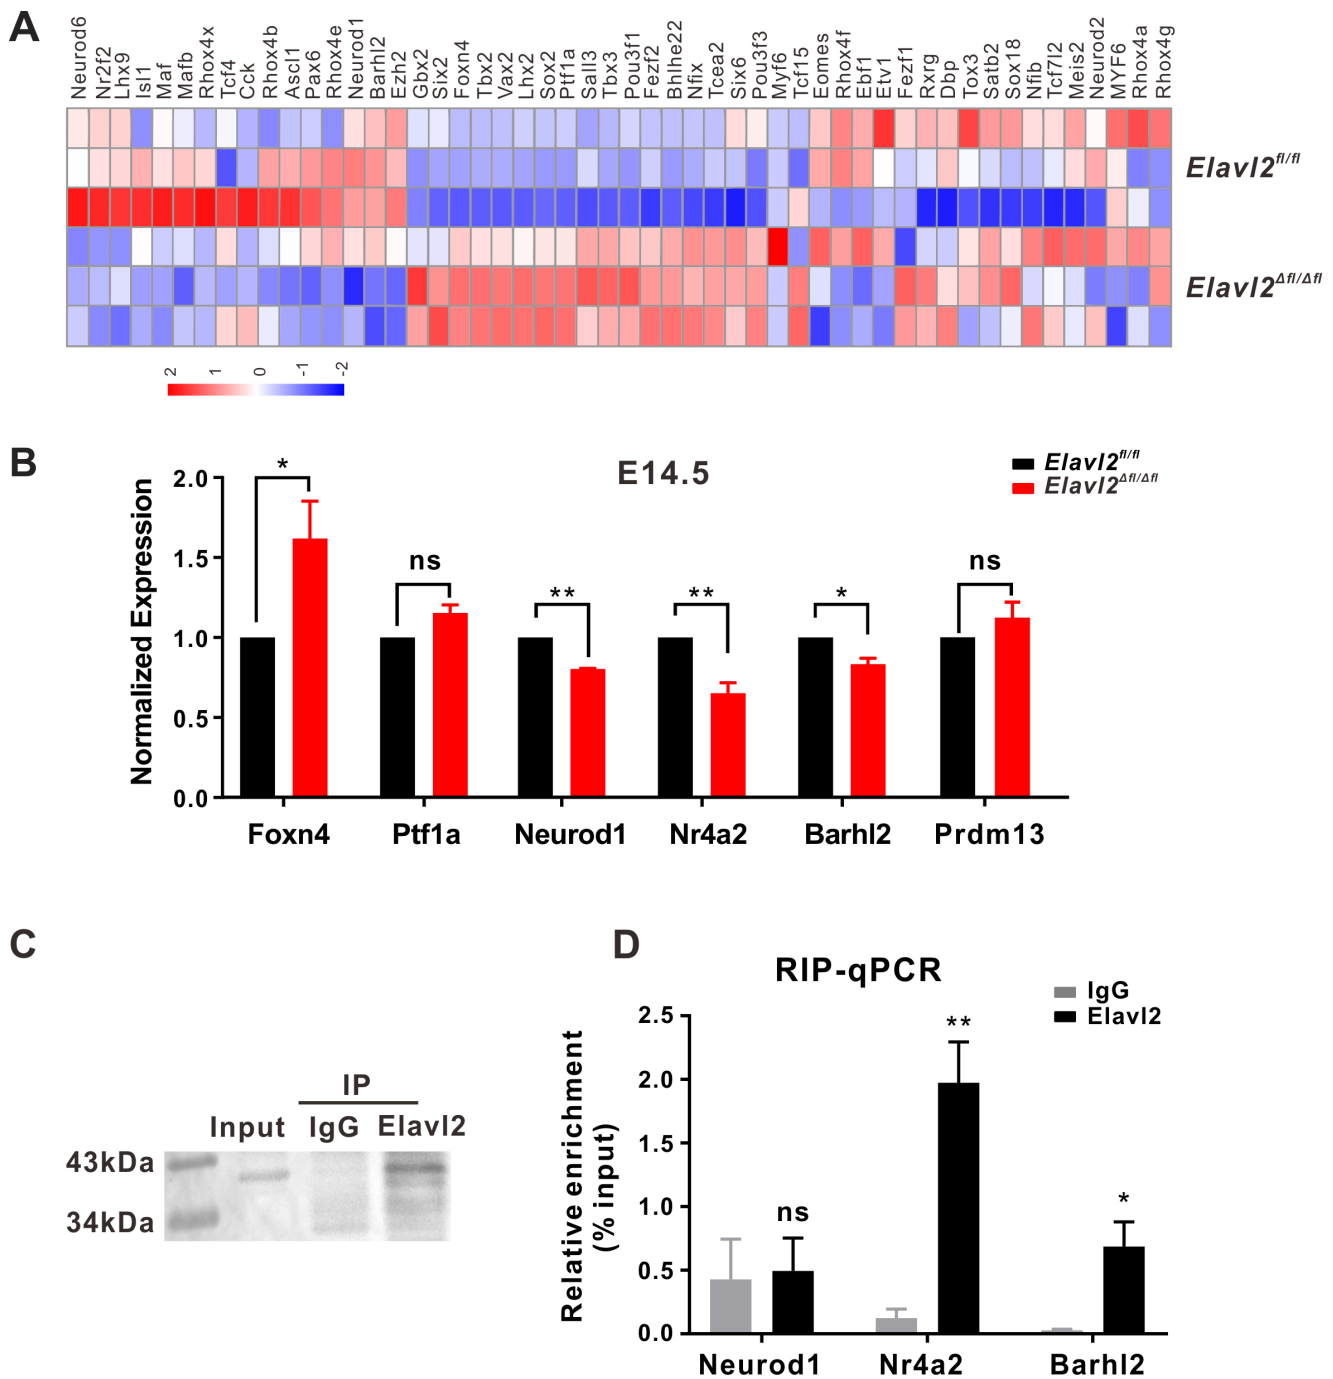 A
Neurod6 Nr2f2 Lhx9 Isl1 Maf Mafb Rhox4x Tcf4 Cck Rhox4b Ascl1 Pax6 Rhox4e Neurod1 Barhl2 Ezh2 Gbx2 Six2 Foxn4 Tbx2 Vax2 Lhx2 Sox2 Ptf1a Sall3 Tbx3 Pou3f1 Fezf2 Bhlhe22 Nfix Tcea2 Six6 Pou3f3 Myf6 Tcf15 Eomes Rhox4f Ebf1 Etv1 Fezf1 Rxrg Dbp Tox3 Satb2 Sox18 Nfib Tcf7l2 Meis2 Neurod2 MYF6 Rhox4a Rhox4g
Elavl2fl/fl
Elavl2Δfl/Δfl
2 1 0 -1 -2
B
E14.5
Elavl2fl/fl
Elavl2Δfl/Δfl
Normalized Expression
2.0
1.5
1.0
0.5
0.0
* ns ** ** * ns
Foxn4 Ptf1a Neurod1 Nr4a2 Barhl2 Prdm13
C
IP
Input IgG Elavl2
43kDa
34kDa
D
RIP-qPCR
IgG
Elavl2
Relative enrichment
(% input)
2.5
2.0
1.5
1.0
0.5
0.0
ns ** *
Neurod1 Nr4a2 Barhl2